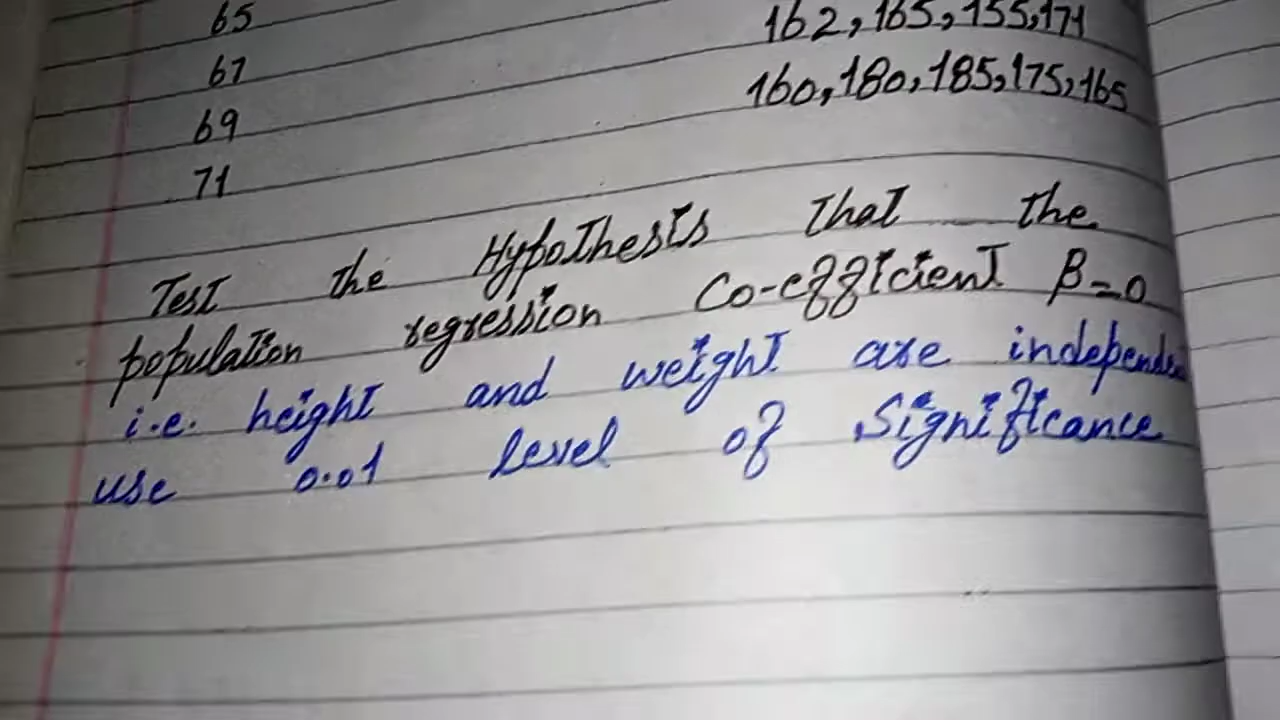 65 162, 165, 155, 171
67 160, 180, 185, 175, 165
69
71
Test the Hypothesis that the
population regression Co-efficient β=0
i.e. height and weight are
use 0.01 level of Significance